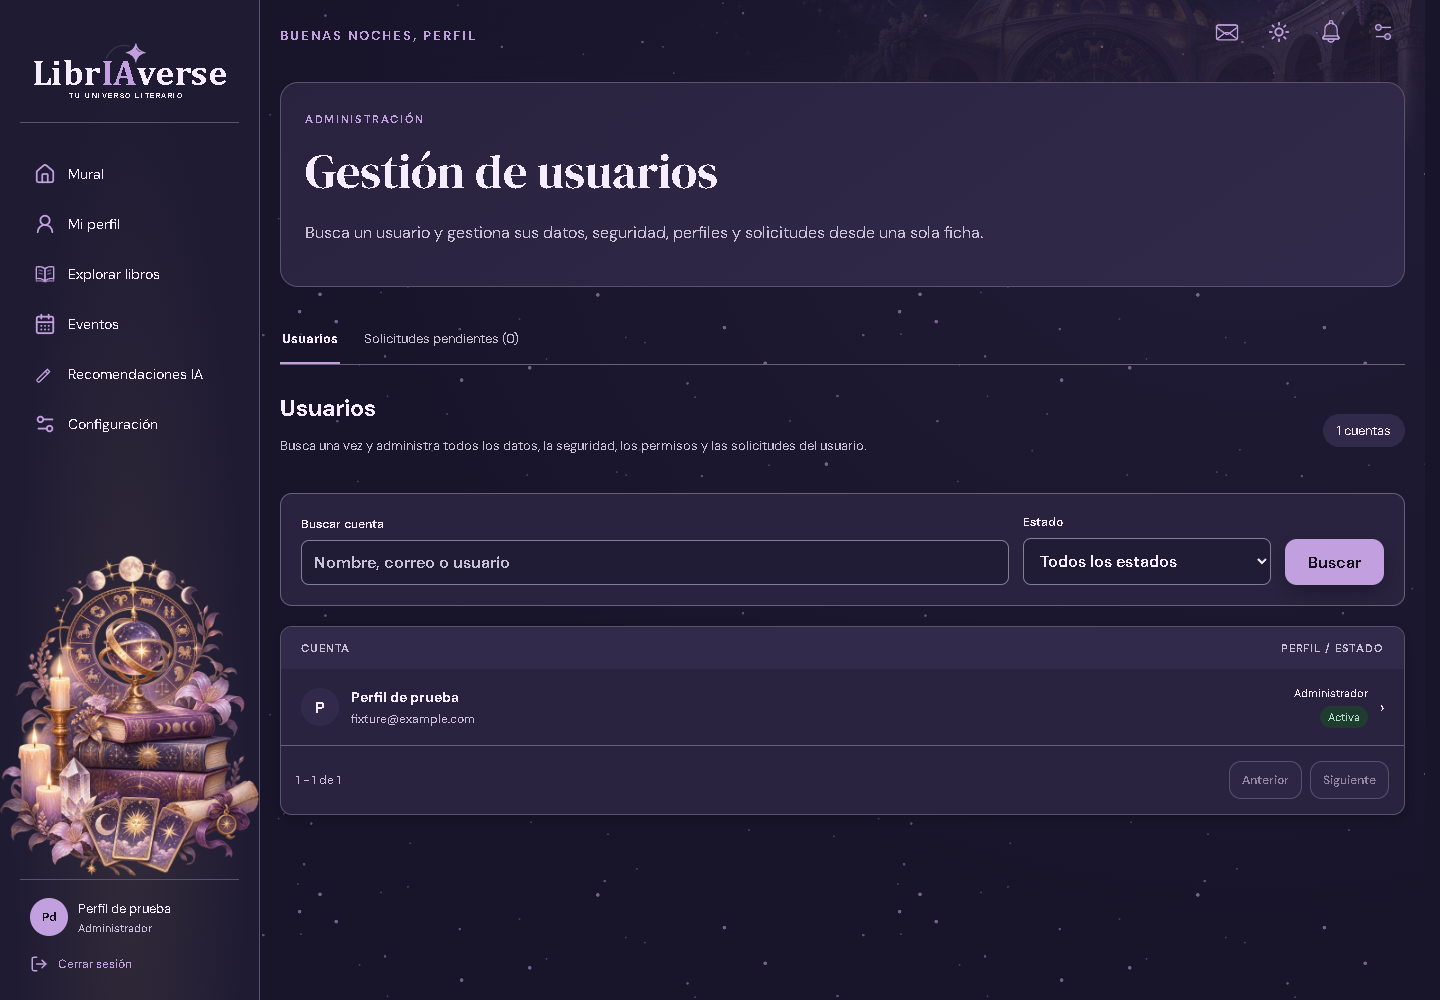 LibrIAverse
TU UNIVERSO LITERARIO
Mural
Mi perfil
Explorar libros
Eventos
Recomendaciones IA
Configuración
Pd
Perfil de prueba
Administrador
Cerrar sesión
BUENAS NOCHES, PERFIL
ADMINISTRACIÓN
Gestión de usuarios
Busca un usuario y gestiona sus datos, seguridad, perfiles y solicitudes desde una sola ficha.
Usuarios
Solicitudes pendientes (0)
Usuarios
Busca una vez y administra todos los datos, la seguridad, los permisos y las solicitudes del usuario.
1 cuentas
Buscar cuenta
Nombre, correo o usuario
Estado
Todos los estados
Buscar
CUENTA
PERFIL / ESTADO
P
Perfil de prueba
fixture@example.com
Administrador
Activa
1–1 de 1
Anterior
Siguiente